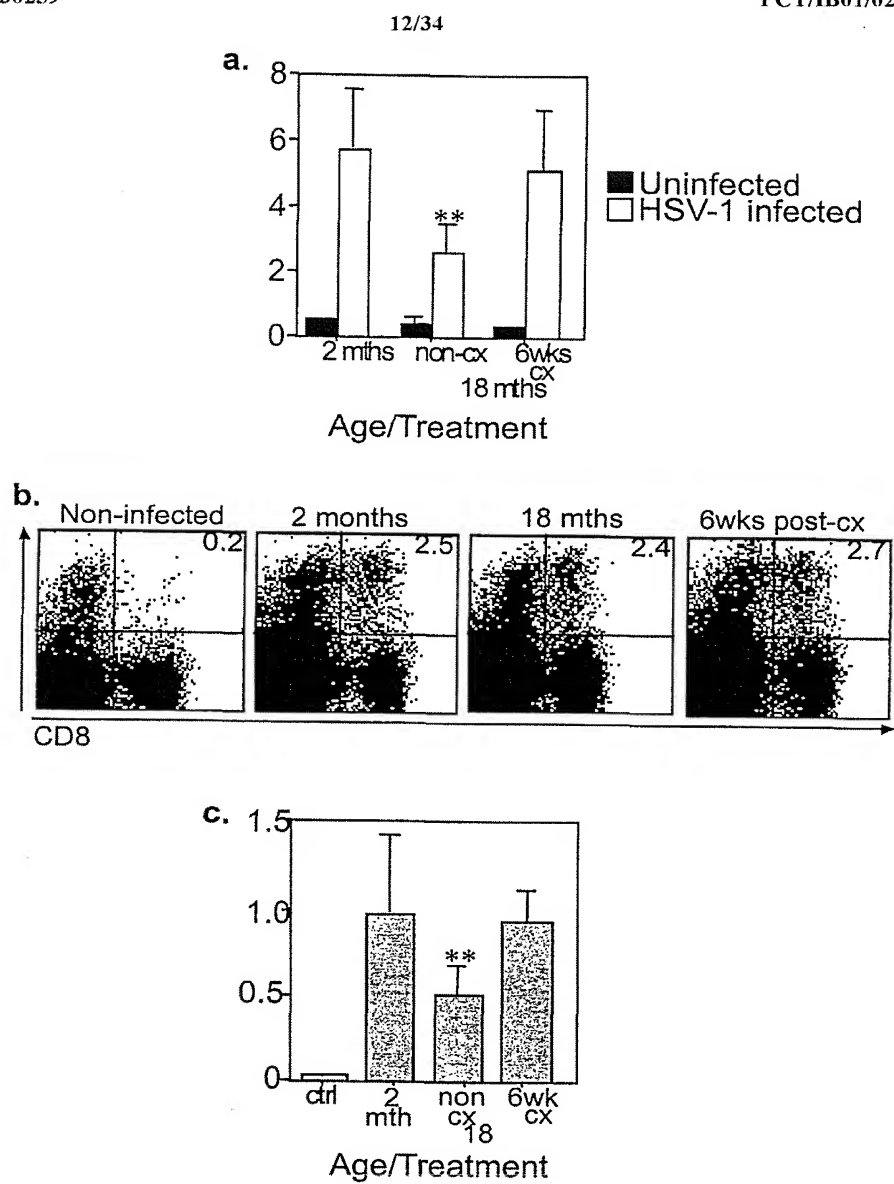 12/34
a.
8
6
4
2
0
**
Uninfected
HSV-1 infected
2 mths non-cx 6wks cx
18 mths
Age/Treatment
b.
Non-infected 2 months 18 mths 6wks post-cx
0.2 2.5 2.4 2.7
CD8
c.
1.5
1.0
0.5
0
**
ctrl 2 mth non cx 6wk cx
18
Age/Treatment